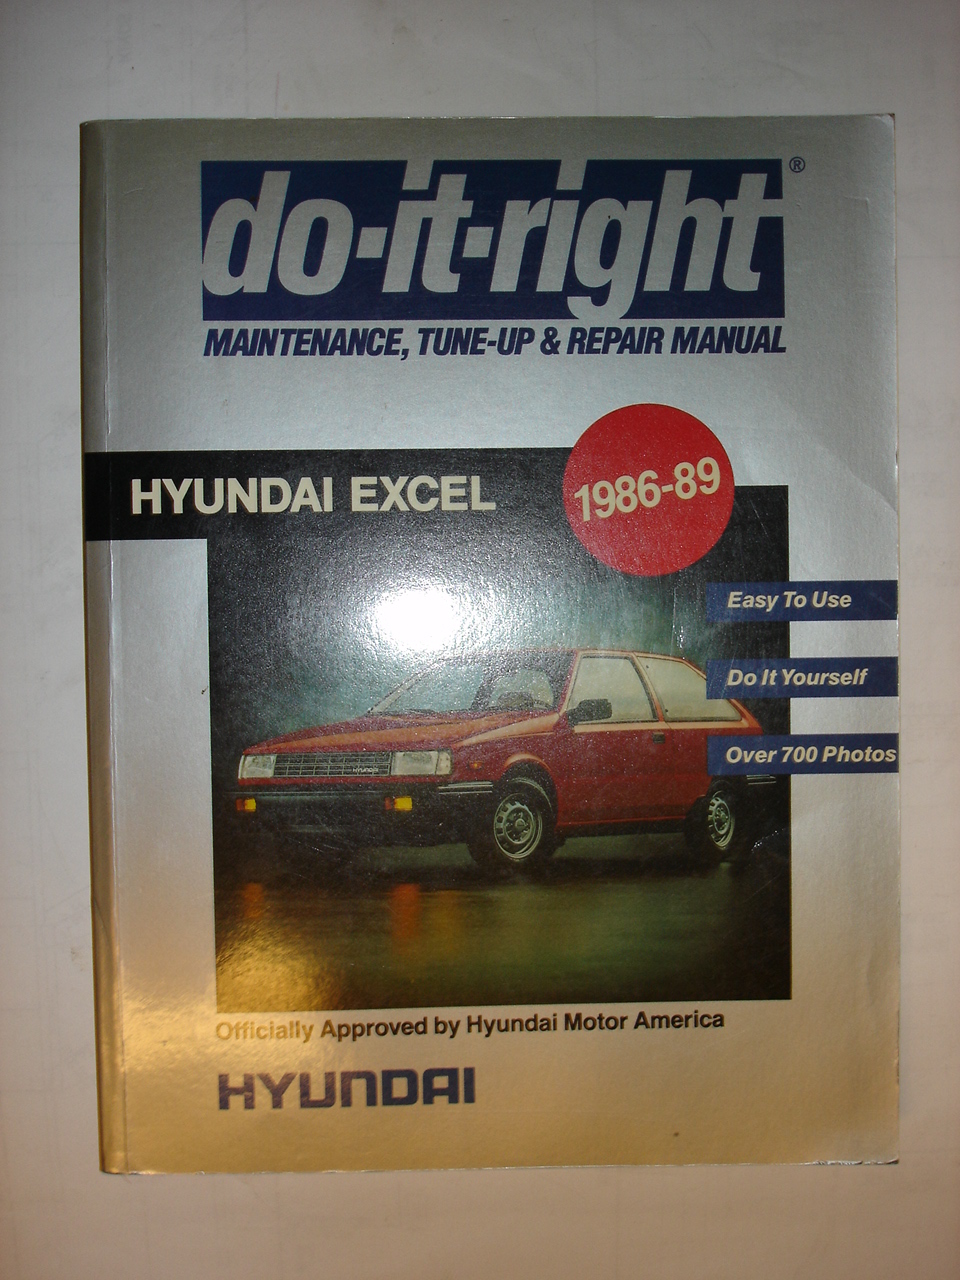 do-it-right®
MAINTENANCE, TUNE-UP & REPAIR MANUAL
HYUNDAI EXCEL
1986-89
Easy To Use
Do It Yourself
Over 700 Photos
HYUNDAI
Officially Approved by Hyundai Motor America
HYUNDAI